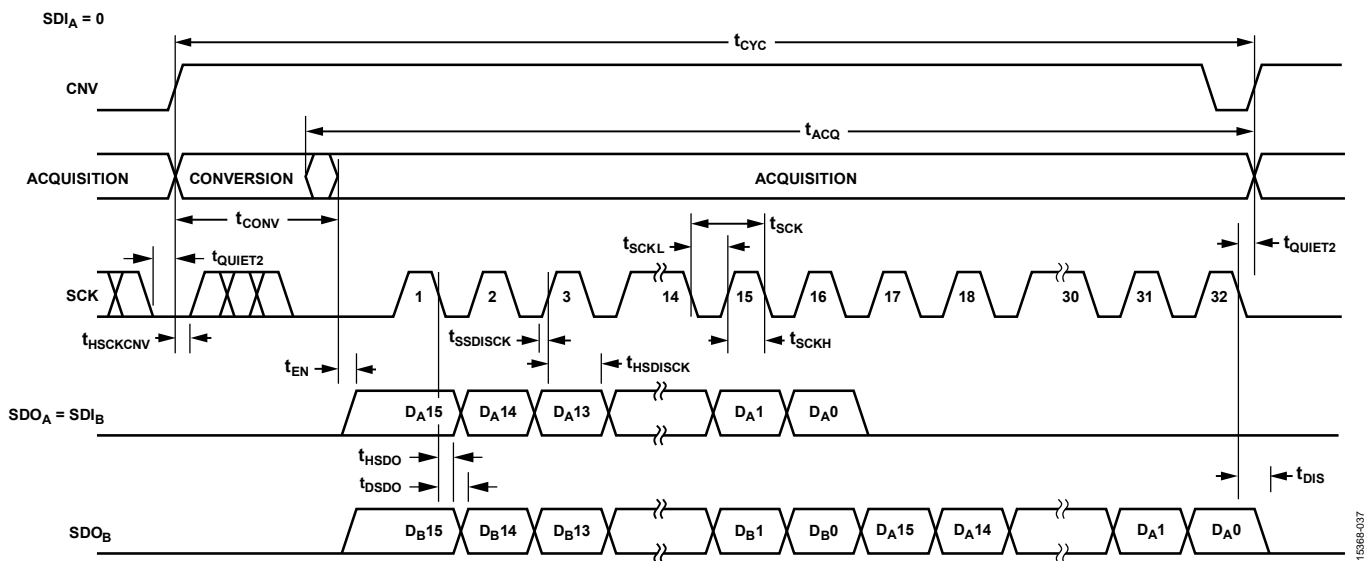 SDIA = 0
tCYC
CNV
tACQ
ACQUISITION CONVERSION ACQUISITION
tCONV
tSCK
tSCKL
tQUIET2 tQUIET2
SCK 1 2 3 14 15 16 17 18 30 31 32
tHSCKCNV tSSDISCK tSCKH
tEN tHSDISCK
SDOA = SDIB DA15 DA14 DA13 DA1 DA0
tHSDO
tDSDO tDIS
SDOB DB15 DB14 DB13 DB1 DB0 DA15 DA14 DA1 DA0
15368-037